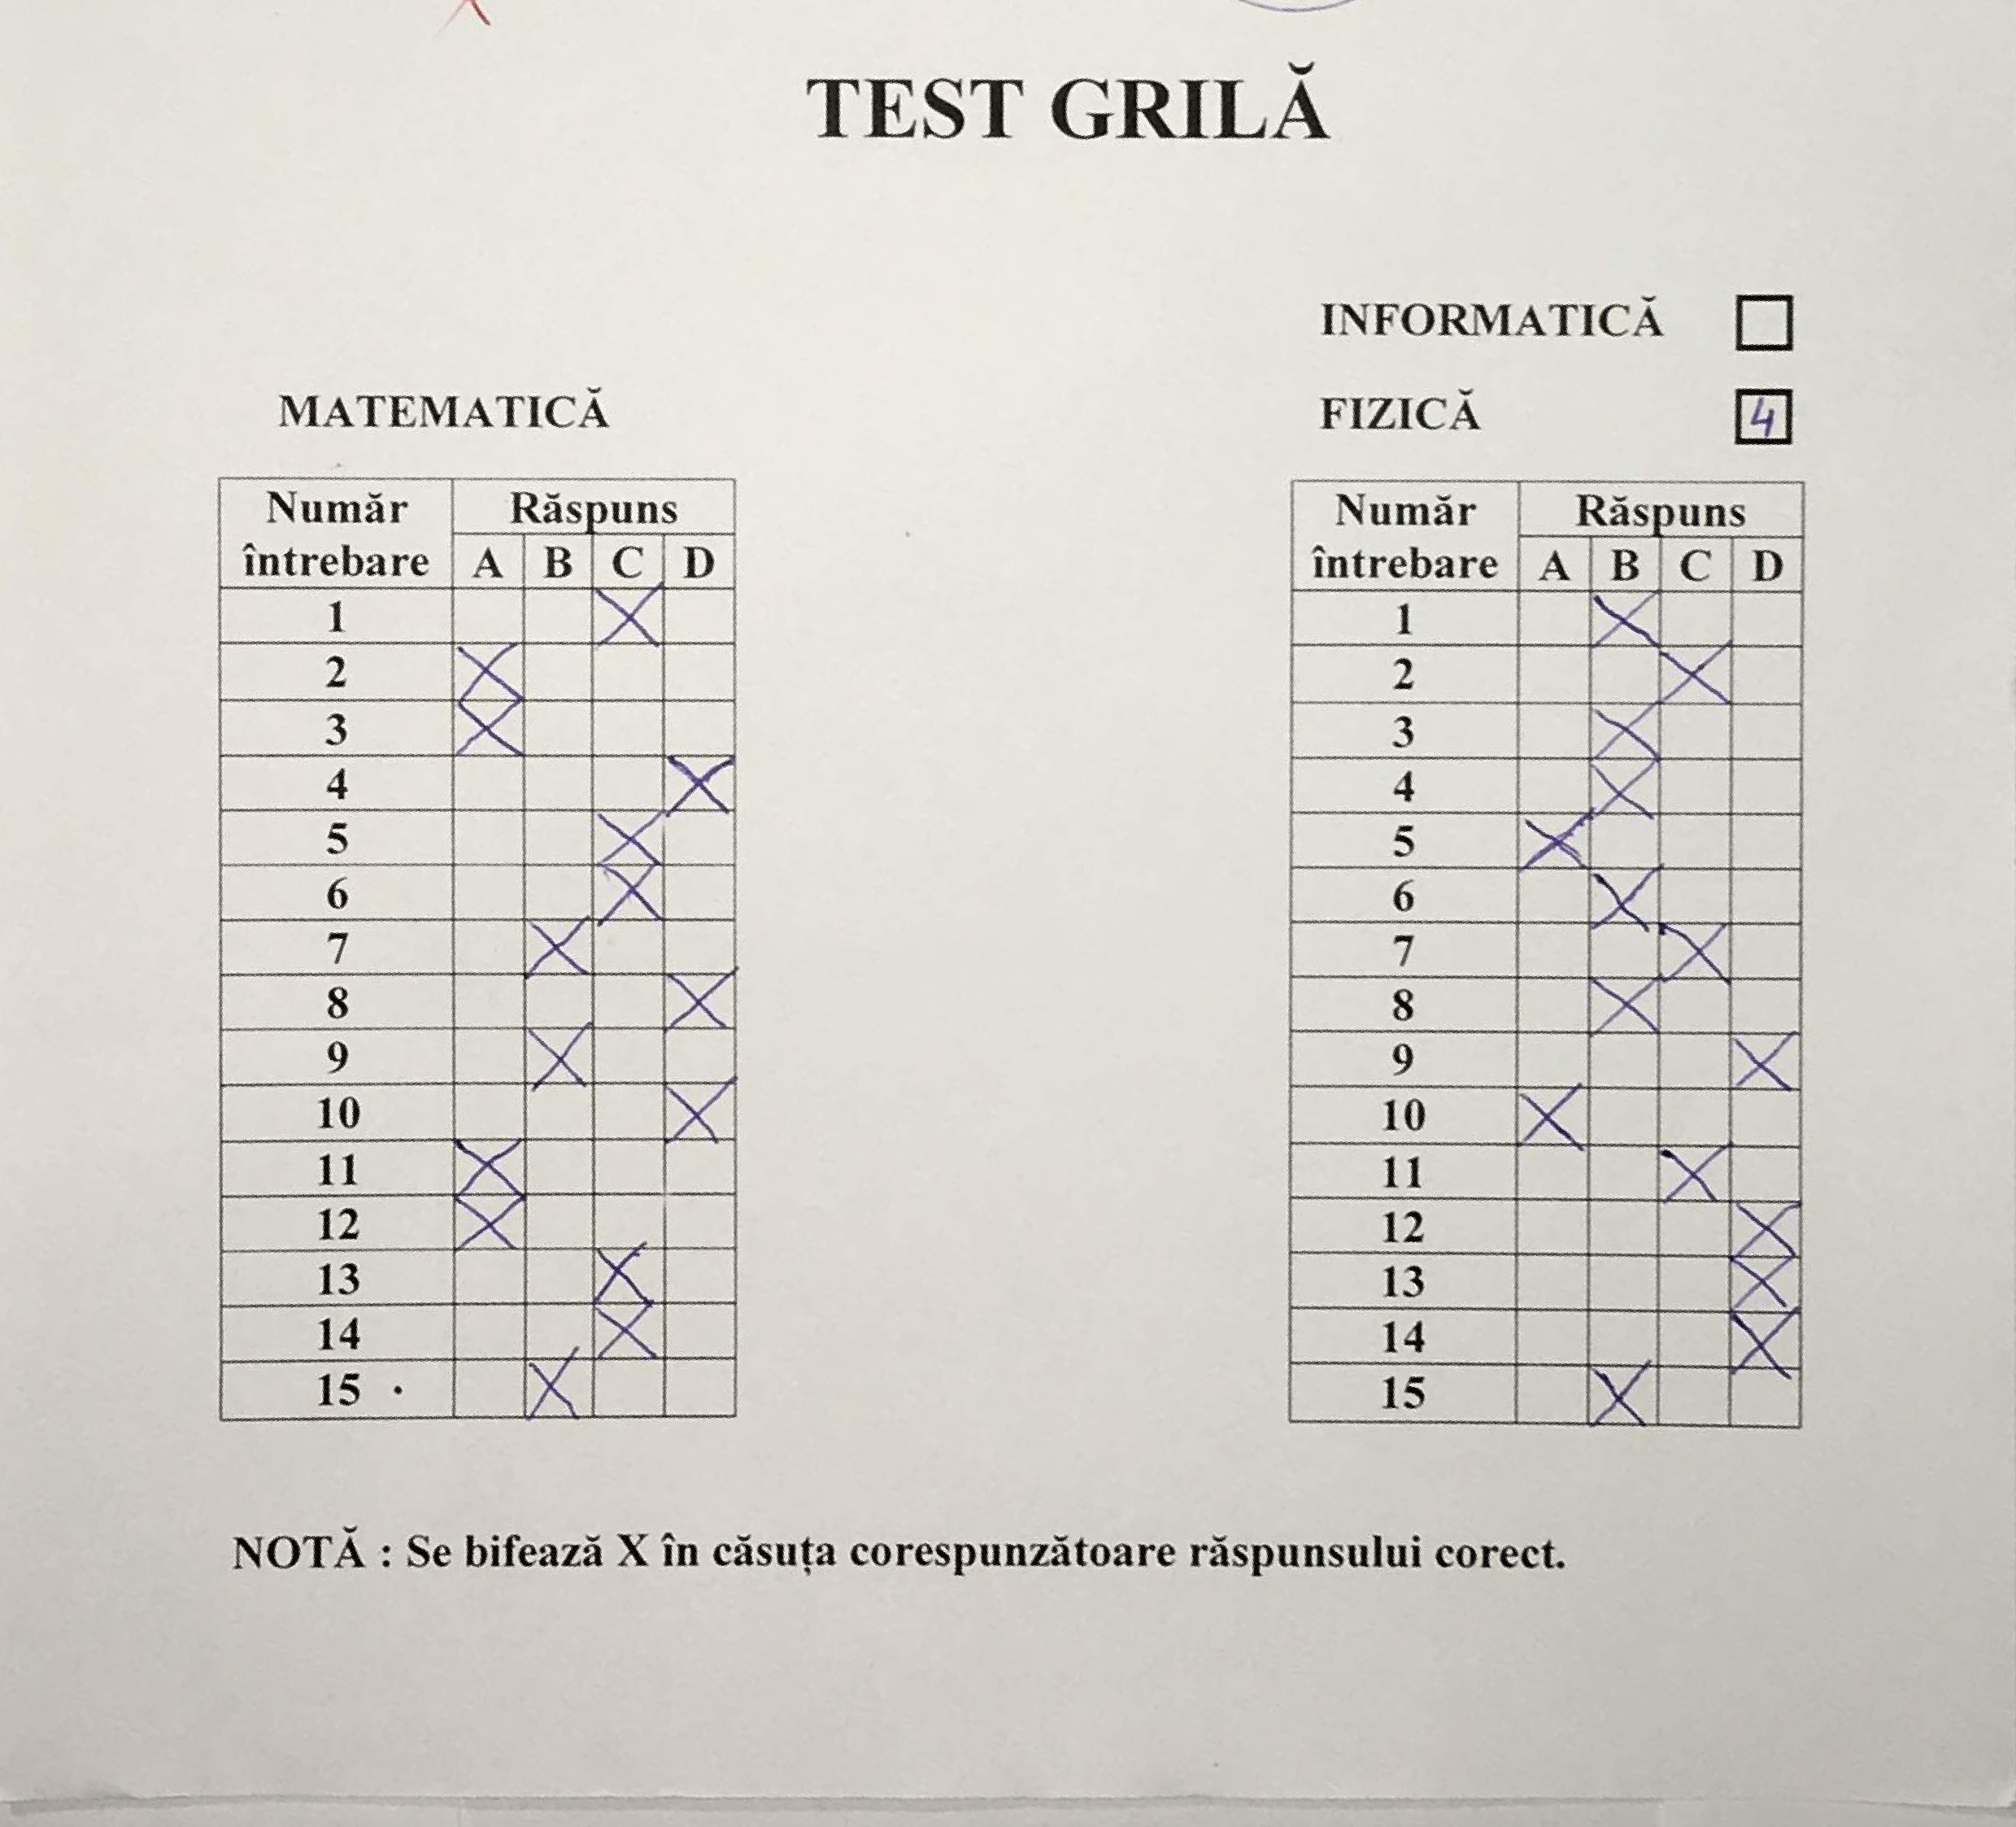 TEST GRILĂ
INFORMATICĂ
MATEMATICĂ
FIZICĂ 4
Număr întrebare Răspuns
A B C D
1 X
2 X
3 X
4 X
5 X
6 X
7 X
8 X
9 X
10 X
11 X
12 X
13 X
14 X
15 X
Număr întrebare Răspuns
A B C D
1 X
2 X
3 X
4 X
5 X
6 X
7 X
8 X
9 X
10 X
11 X
12 X
13 X
14 X
15 X
NOTĂ : Se bifează X în căsuța corespunzătoare răspunsului corect.